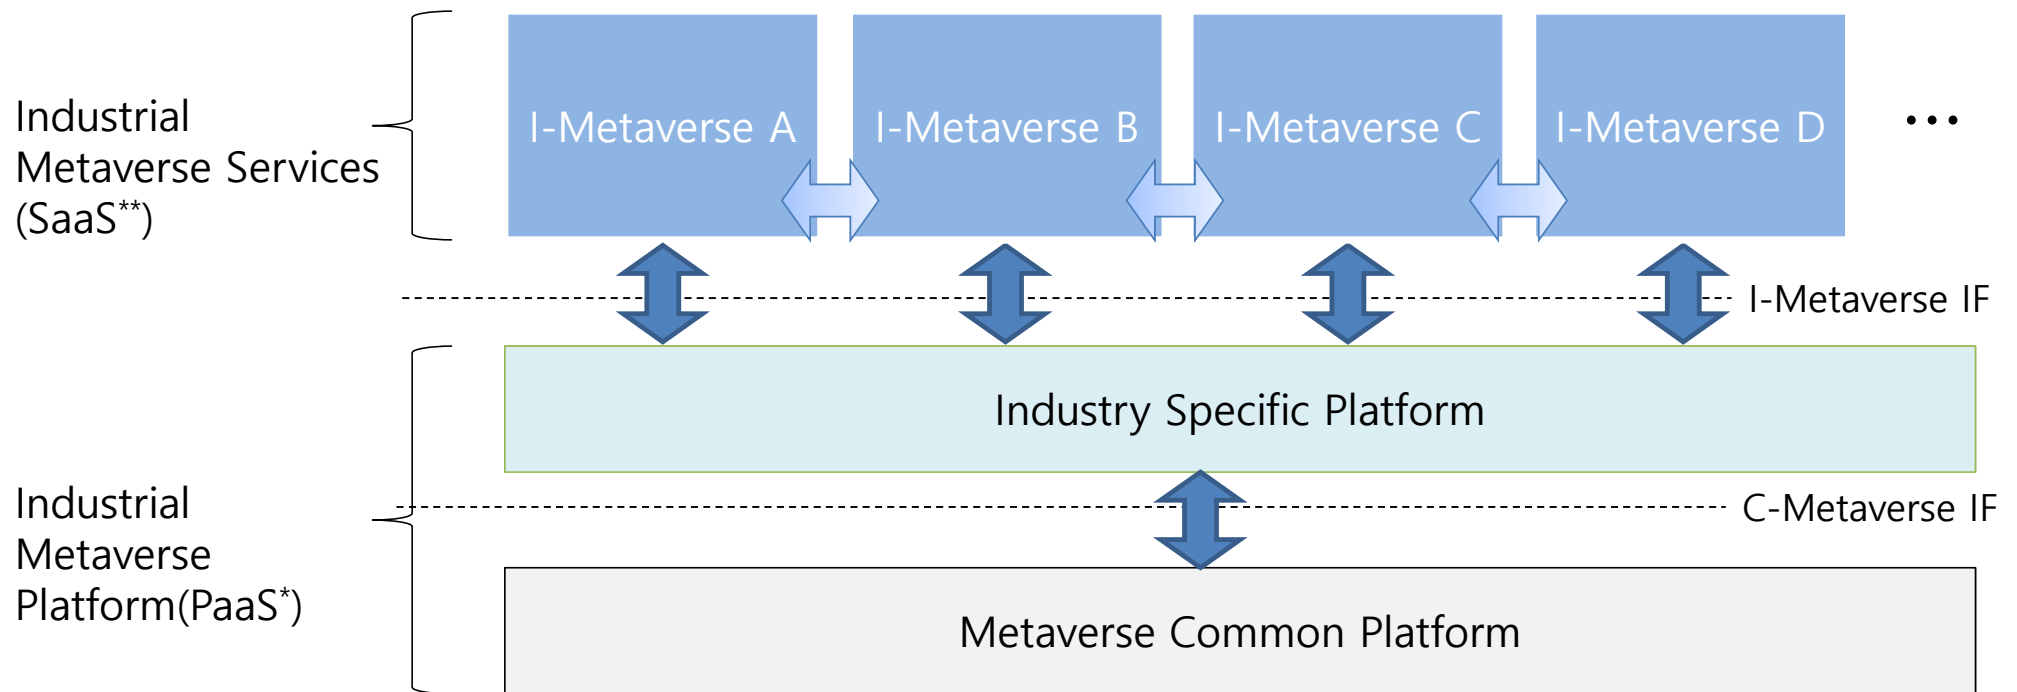 Industrial
Metaverse Services
(SaaS**)
I-Metaverse A
I-Metaverse B
I-Metaverse C
I-Metaverse D
...
I-Metaverse IF
Industry Specific Platform
Industrial
Metaverse
Platform(PaaS*)
C-Metaverse IF
Metaverse Common Platform